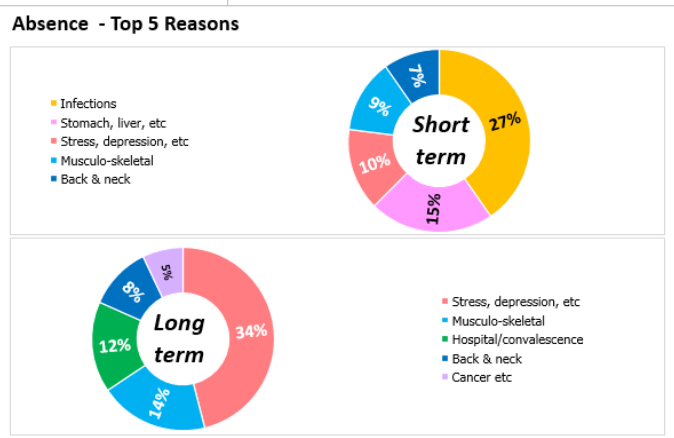 Absence  - Top 5 Reasons
Infections
Stomach, liver, etc
Stress, depression, etc
Musculo-skeletal
Back & neck
Short
term
27%
15%
10%
9%
7%
Long
term
34%
14%
12%
8%
5%
Stress, depression, etc
Musculo-skeletal
Hospital/convalescence
Back & neck
Cancer etc